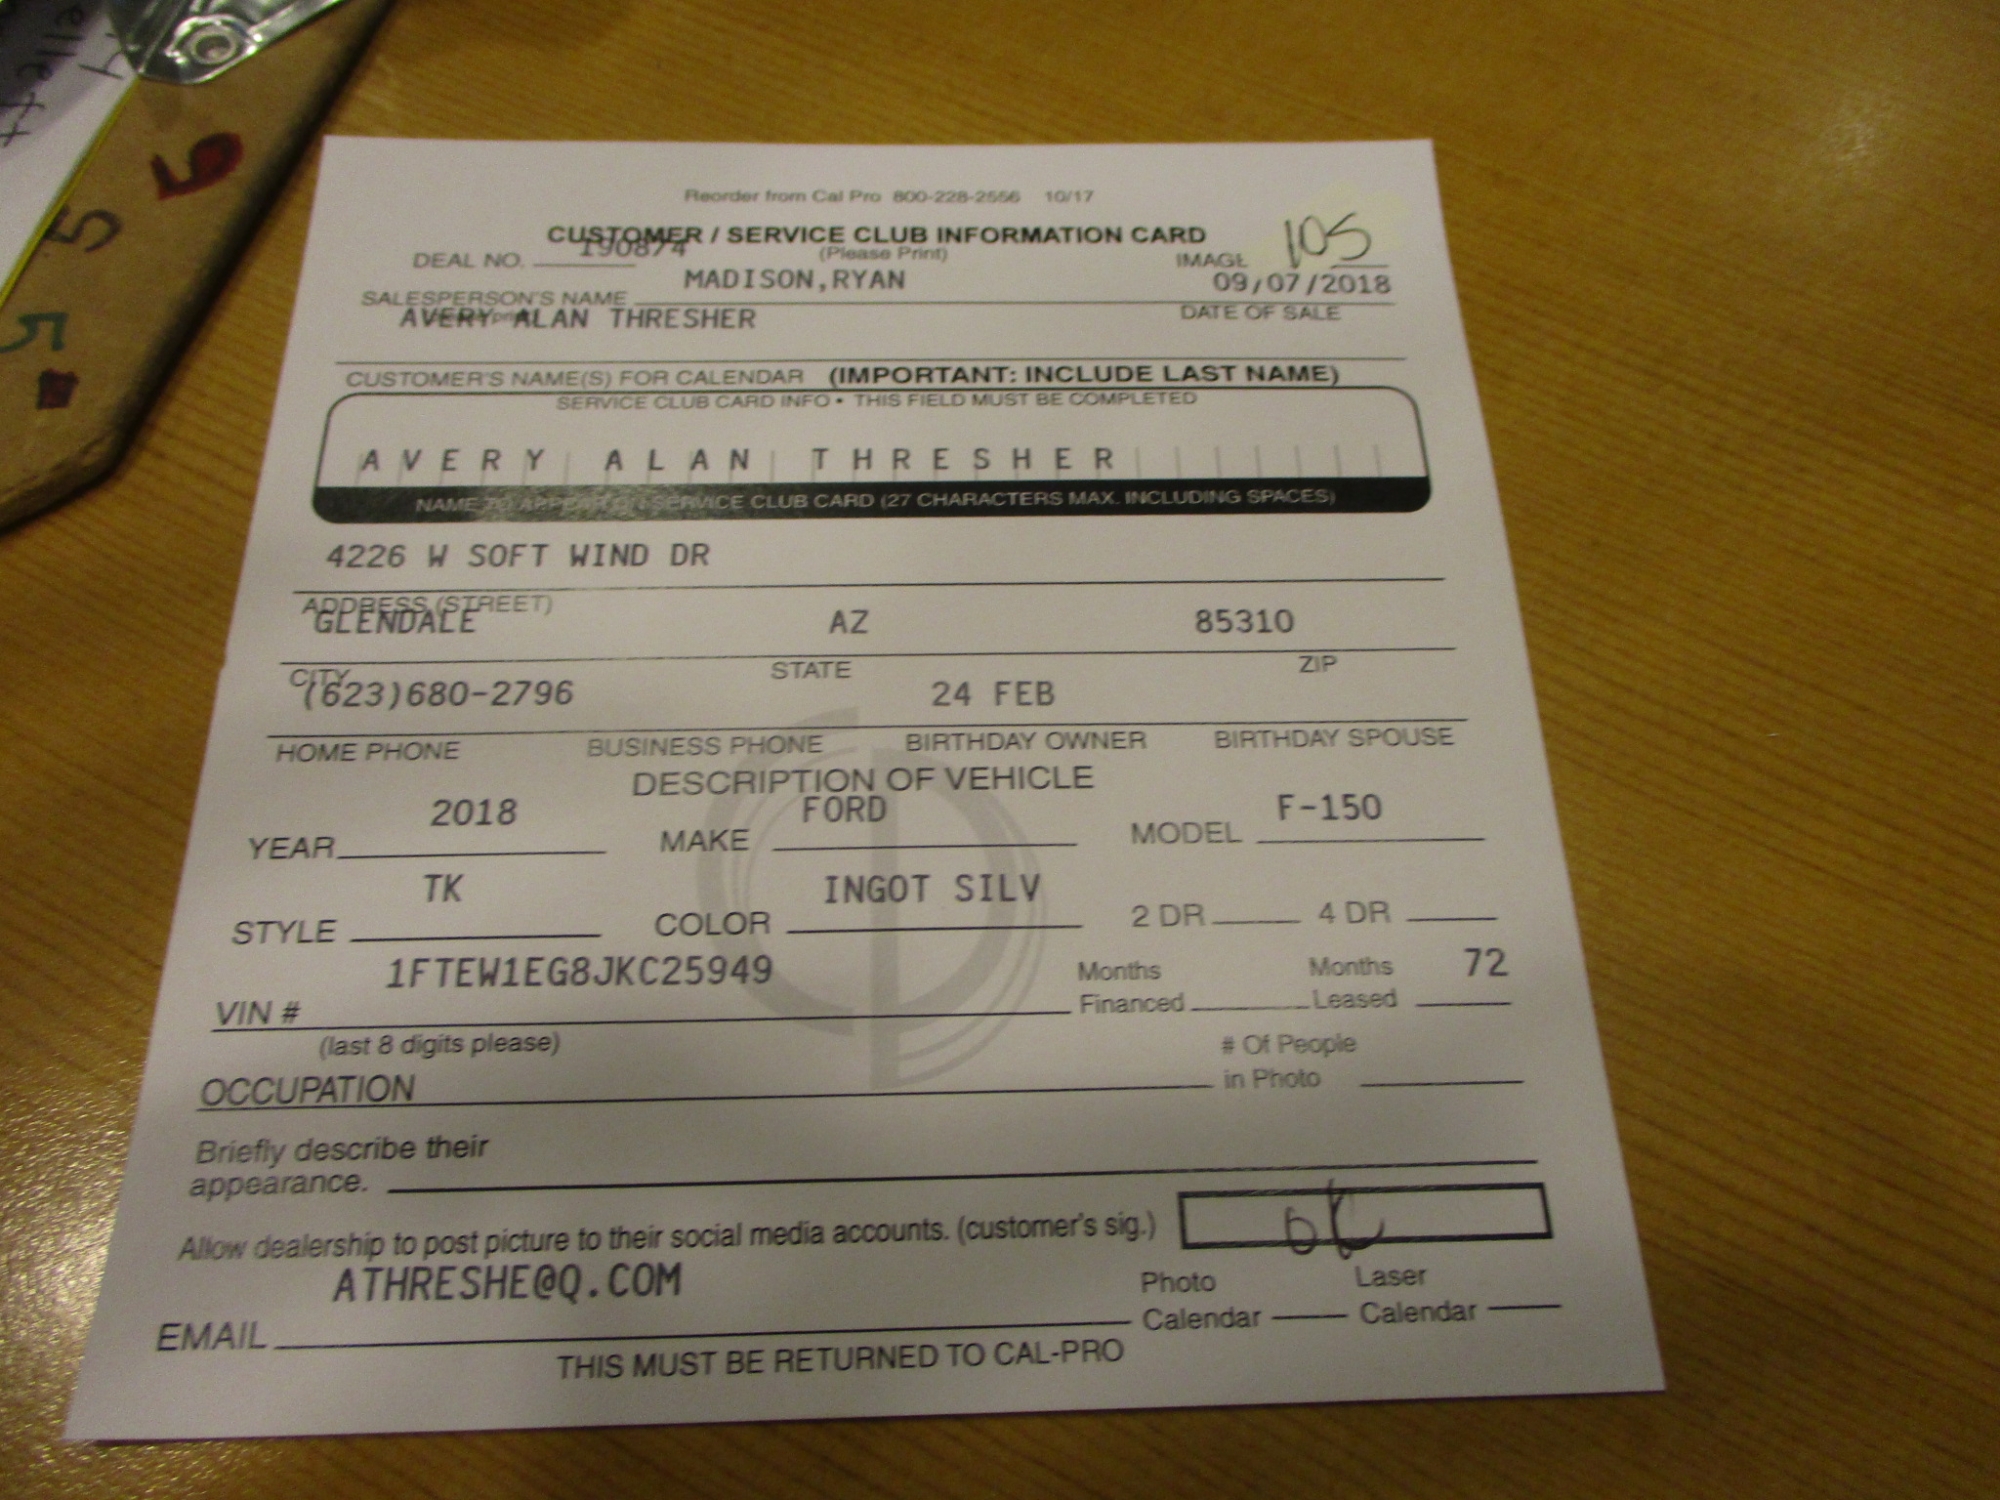 ellett
5
5
5
Reorder from Cal Pro 800-228-2556 10/17
CUSTOMER / SERVICE CLUB INFORMATION CARD
(Please Print)
DEAL NO. 190874
IMAGE 105
SALESPERSON'S NAME MADISON,RYAN
09/07/2018
DATE OF SALE
AVERY ALAN THRESHER
CUSTOMER'S NAME(S) FOR CALENDAR (IMPORTANT: INCLUDE LAST NAME)
SERVICE CLUB CARD INFO • THIS FIELD MUST BE COMPLETED
AVERY ALAN THRESHER
NAME TO APPEAR ON SERVICE CLUB CARD (27 CHARACTERS MAX. INCLUDING SPACES)
4226 W SOFT WIND DR
ADDRESS (STREET)
GLENDALE AZ 85310
CITY STATE ZIP
(623)680-2796 24 FEB
HOME PHONE BUSINESS PHONE BIRTHDAY OWNER BIRTHDAY SPOUSE
DESCRIPTION OF VEHICLE
YEAR 2018 MAKE FORD MODEL F-150
STYLE TK COLOR INGOT SILV 2 DR 4 DR
VIN # 1FTEW1EG8JKC25949 Months Financed Months Leased 72
(last 8 digits please)
OCCUPATION # Of People in Photo
Briefly describe their
appearance.
Allow dealership to post picture to their social media accounts. (customer's sig.) ok
EMAIL ATHRESHE@Q.COM Photo Calendar Laser Calendar
THIS MUST BE RETURNED TO CAL-PRO